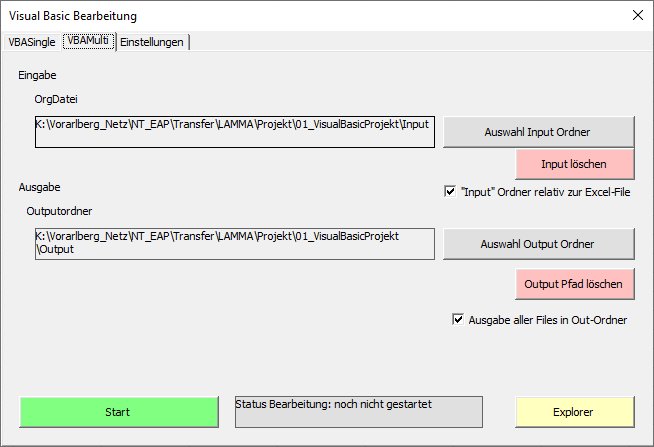 Visual Basic Bearbeitung
VBASingle VBAMulti Einstellungen
Eingabe
OrgDatei
K:\Vorarlberg_Netz\NT_EAP\Transfer\LAMMA\Projekt\01_VisualBasicProjekt\Input
Auswahl Input Ordner
Input löschen
"Input" Ordner relativ zur Excel-File
Ausgabe
Outputordner
K:\Vorarlberg_Netz\NT_EAP\Transfer\LAMMA\Projekt\01_VisualBasicProjekt
\Output
Auswahl Output Ordner
Output Pfad löschen
Ausgabe aller Files in Out-Ordner
Start
Status Bearbeitung: noch nicht gestartet
Explorer